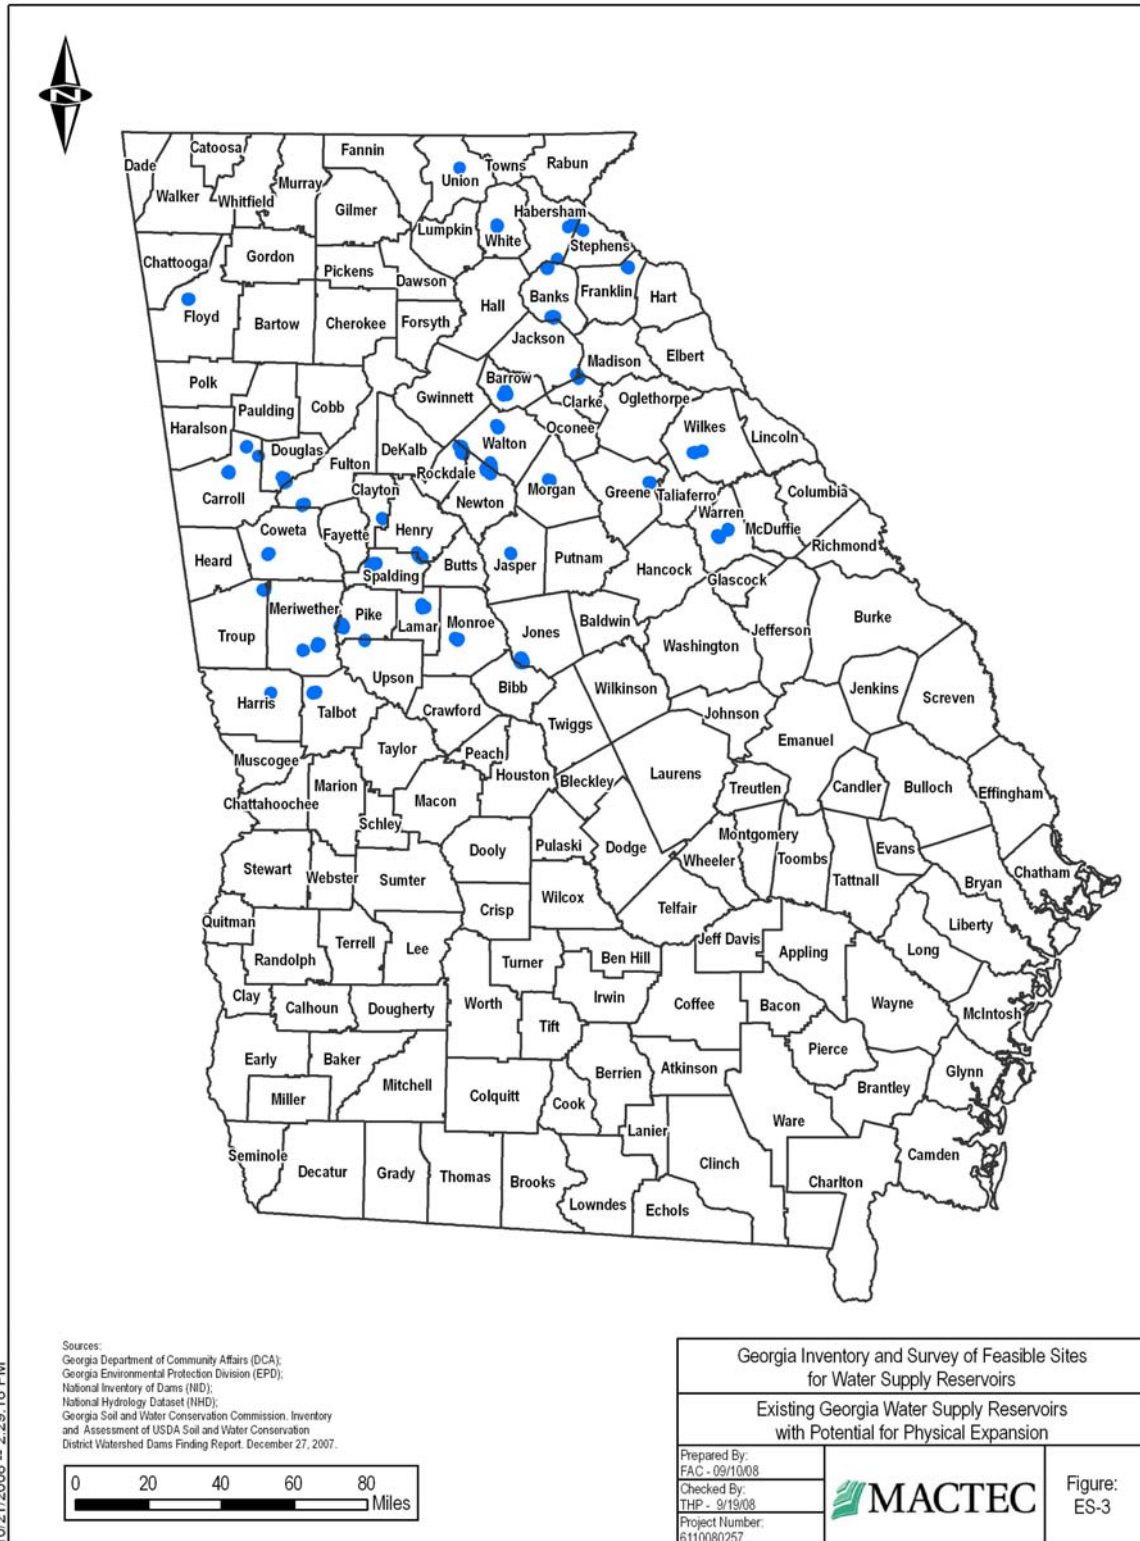 N
Dade
Catoosa
Walker
Whitfield
Murray
Fannin
Gilmer
Union
Towns
Rabun
Lumpkin
White
Habersham
Stephens
Chattooga
Gordon
Pickens
Dawson
Hall
Banks
Franklin
Hart
Floyd
Bartow
Cherokee
Forsyth
Jackson
Madison
Elbert
Polk
Paulding
Cobb
Gwinnett
Barrow
Clarke
Oglethorpe
Haralson
Douglas
Fulton
DeKalb
Rockdale
Walton
Oconee
Wilkes
Lincoln
Carroll
Clayton
Newton
Morgan
Greene
Taliaferro
Columbia
Warren
McDuffie
Richmond
Coweta
Fayette
Henry
Heard
Spalding
Butts
Jasper
Putnam
Hancock
Glascock
Troup
Meriwether
Pike
Lamar
Monroe
Jones
Baldwin
Washington
Jefferson
Burke
Harris
Talbot
Upson
Crawford
Bibb
Wilkinson
Twiggs
Johnson
Jenkins
Screven
Emanuel
Muscogee
Taylor
Peach
Houston
Bleckley
Laurens
Treutlen
Candler
Bulloch
Effingham
Chattahoochee
Marion
Macon
Schley
Dooly
Pulaski
Dodge
Wheeler
Montgomery
Toombs
Evans
Tattnall
Bryan
Chatham
Stewart
Webster
Sumter
Crisp
Wilcox
Telfair
Liberty
Quitman
Randolph
Terrell
Lee
Turner
Ben Hill
Jeff Davis
Appling
Long
Clay
Calhoun
Dougherty
Worth
Irwin
Tift
Coffee
Bacon
Wayne
McIntosh
Early
Baker
Miller
Mitchell
Colquitt
Cook
Berrien
Atkinson
Pierce
Brantley
Glynn
Ware
Lanier
Clinch
Charlton
Camden
Seminole
Decatur
Grady
Thomas
Brooks
Lowndes
Echols
Sources:
Georgia Department of Community Affairs (DCA);
Georgia Environmental Protection Division (EPD);
National Inventory of Dams (NID);
National Hydrology Dataset (NHD);
Georgia Soil and Water Conservation Commission. Inventory
and Assessment of USDA Soil and Water Conservation
District Watershed Dams Finding Report. December 27, 2007.
0 20 40 60 80
Miles
Georgia Inventory and Survey of Feasible Sites
for Water Supply Reservoirs
Existing Georgia Water Supply Reservoirs
with Potential for Physical Expansion
Prepared By:
FAC - 09/10/08
Checked By:
THP - 9/19/08
Project Number:
6110080257
MACTEC
Figure:
ES-3